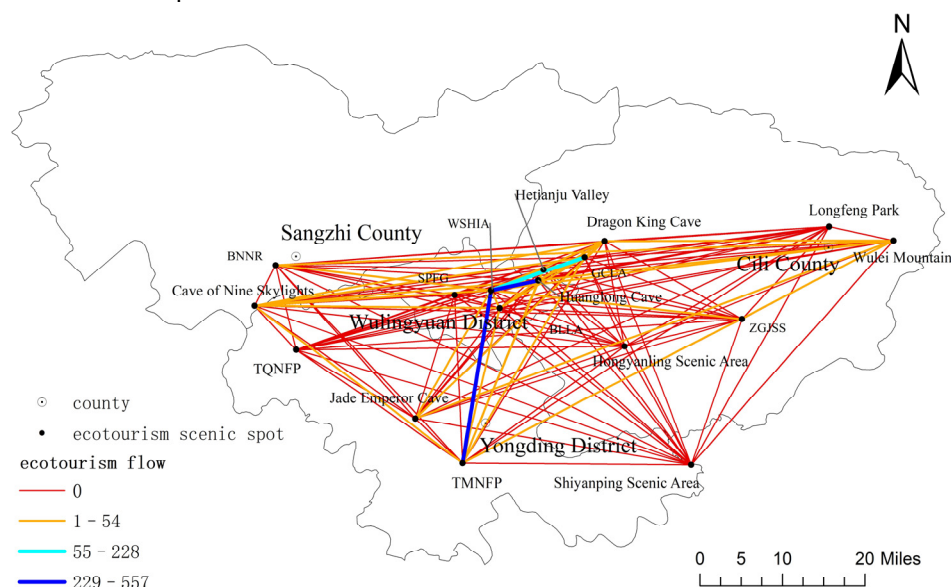 N
Hetianju Valley
Longfeng Park
WSHIA
Dragon King Cave
Sangzhi County
BNNR
Wulei Mountain
Cili County
GCLA
SPFG
Cave of Nine Skylights
Huanglong Cave
Wulingyuan District
BLLA
ZGJSS
TQNFP
Hongyanling Scenic Area
Jade Emperor Cave
county
ecotourism scenic spot
Yongding District
ecotourism flow
TMNFP
Shiyanping Scenic Area
0
1 - 54
55 - 228
229 - 557
0 5 10 20 Miles